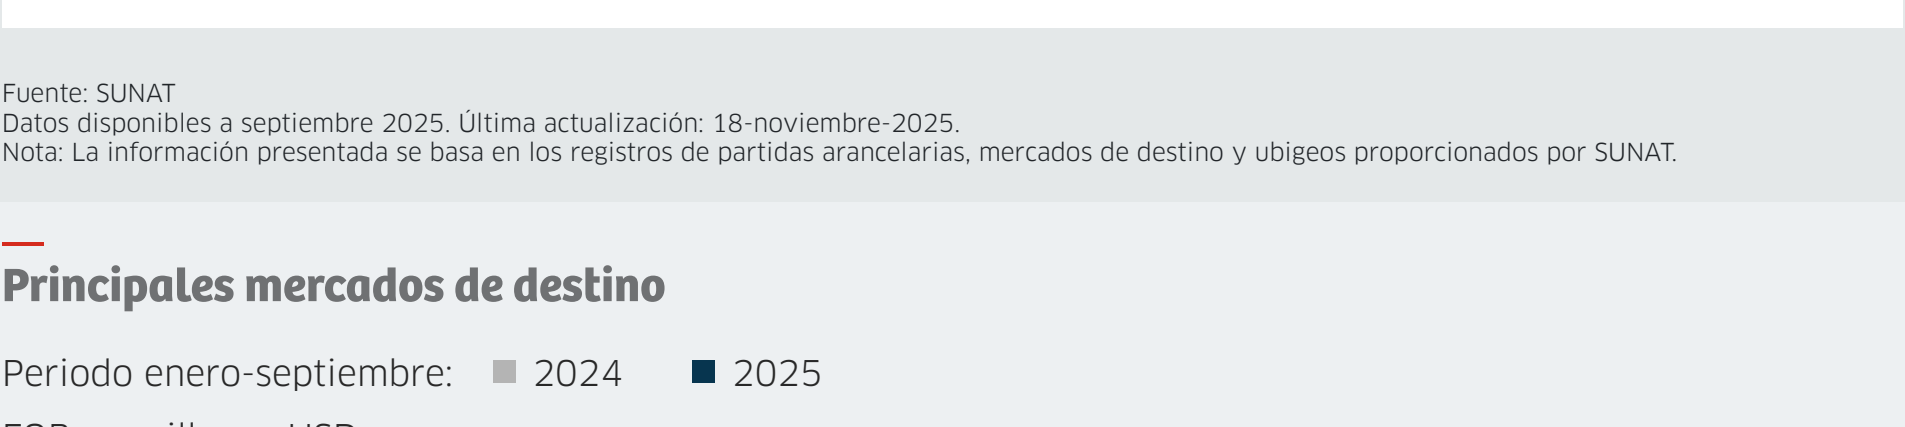 Fuente: SUNAT
Datos disponibles a septiembre 2025. Última actualización: 18-noviembre-2025.
Nota: La información presentada se basa en los registros de partidas arancelarias, mercados de destino y ubigeos proporcionados por SUNAT.
Principales mercados de destino
Periodo enero-septiembre: 2024 2025